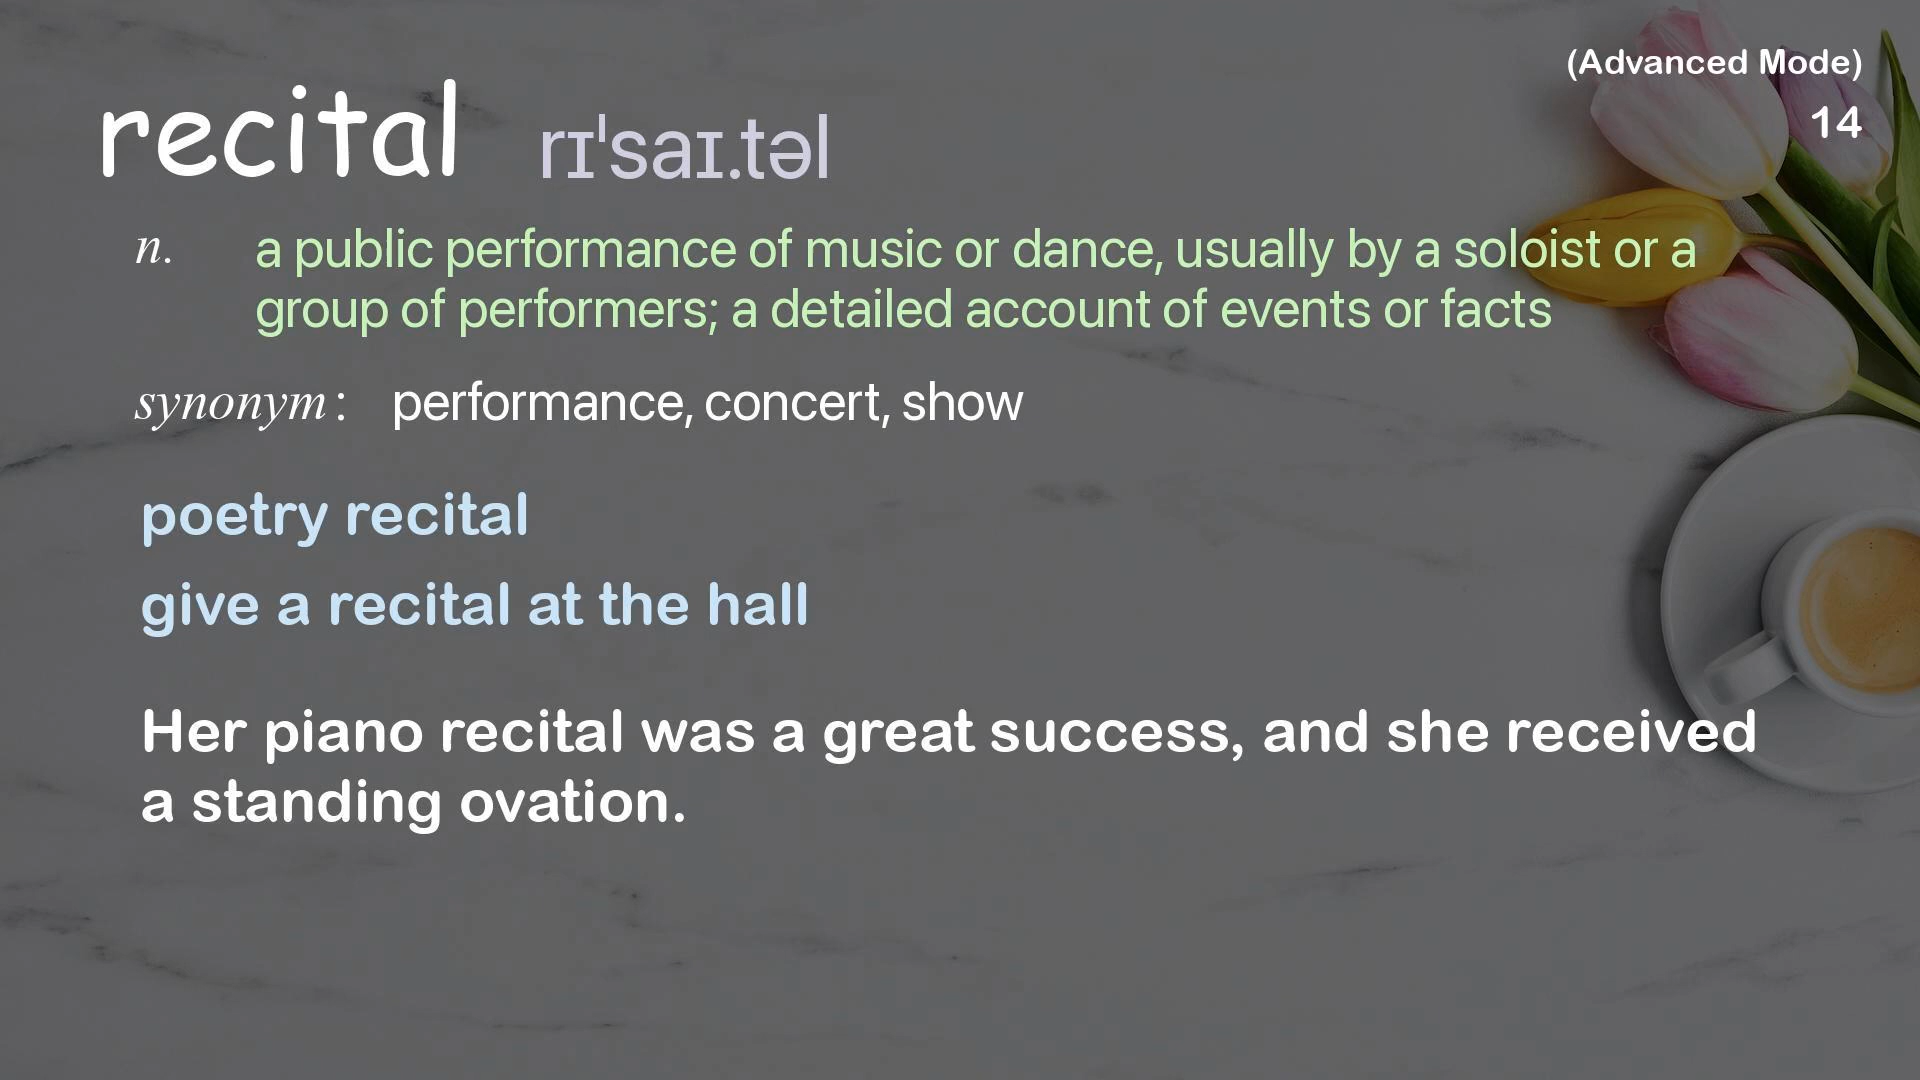 (Advanced Mode)
14
recital rɪˈsaɪ.təl
n. a public performance of music or dance, usually by a soloist or a
group of performers; a detailed account of events or facts
synonym: performance, concert, show
poetry recital
give a recital at the hall
Her piano recital was a great success, and she received
a standing ovation.